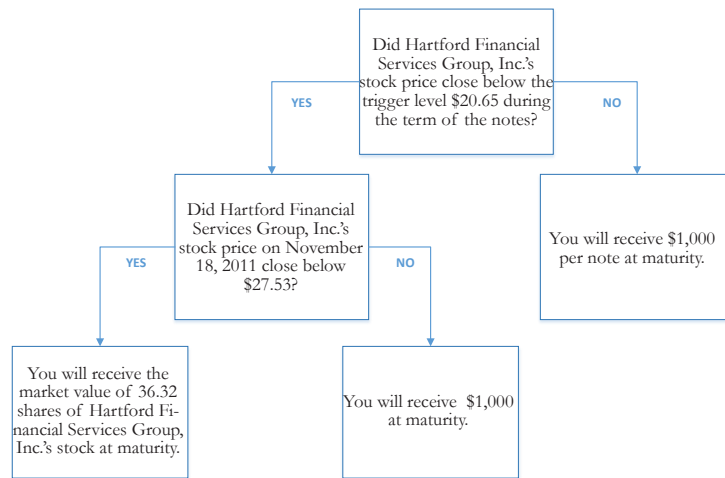 Did Hartford Financial
Services Group, Inc.'s
stock price close below the
trigger level $20.65 during
the term of the notes?
YES
NO
Did Hartford Financial
Services Group, Inc.'s
stock price on November
18, 2011 close below
$27.53?
You will receive $1,000
per note at maturity.
YES
NO
You will receive the
market value of 36.32
shares of Hartford Fi-
nancial Services Group,
Inc.'s stock at maturity.
You will receive $1,000
at maturity.